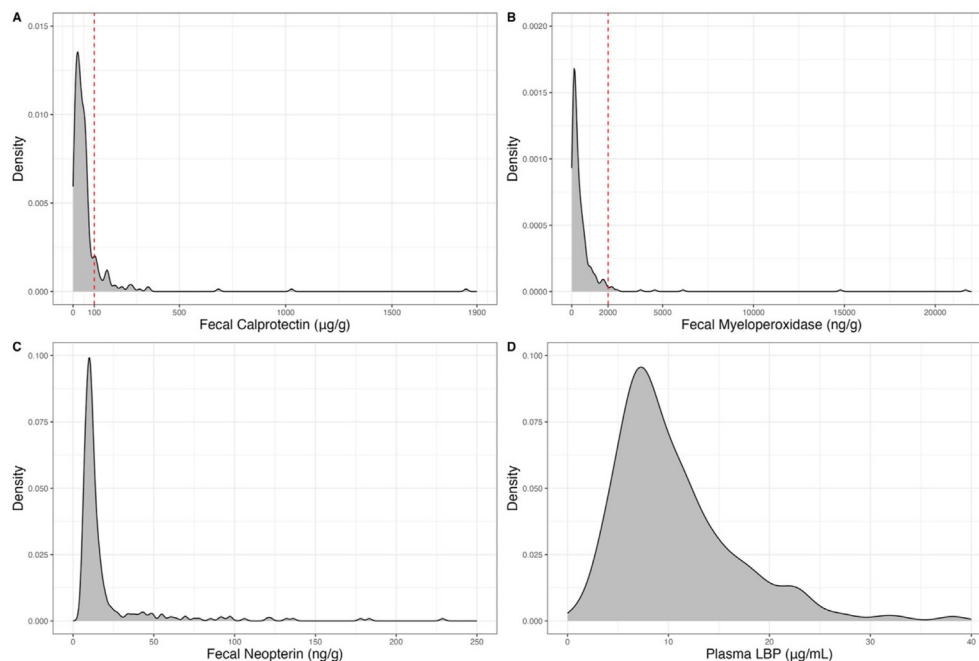 A
0.015
0.010
0.005
0.000
Density
0 100 500 1000 1500 1900
Fecal Calprotectin (µg/g)
B
0.0020
0.0015
0.0010
0.0005
0.0000
Density
0 2000 5000 10000 15000 20000
Fecal Myeloperoxidase (ng/g)
C
0.100
0.075
0.050
0.025
0.000
Density
0 50 100 150 200 250
Fecal Neopterin (ng/g)
D
0.100
0.075
0.050
0.025
0.000
Density
0 10 20 30 40
Plasma LBP (µg/mL)